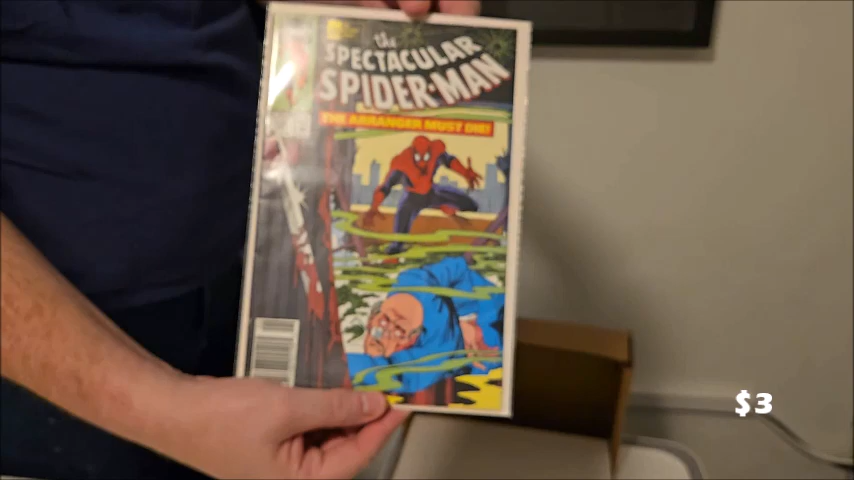 the
SPECTACULAR
SPIDER-MAN
THE ARRANGER MUST DIE!
$3